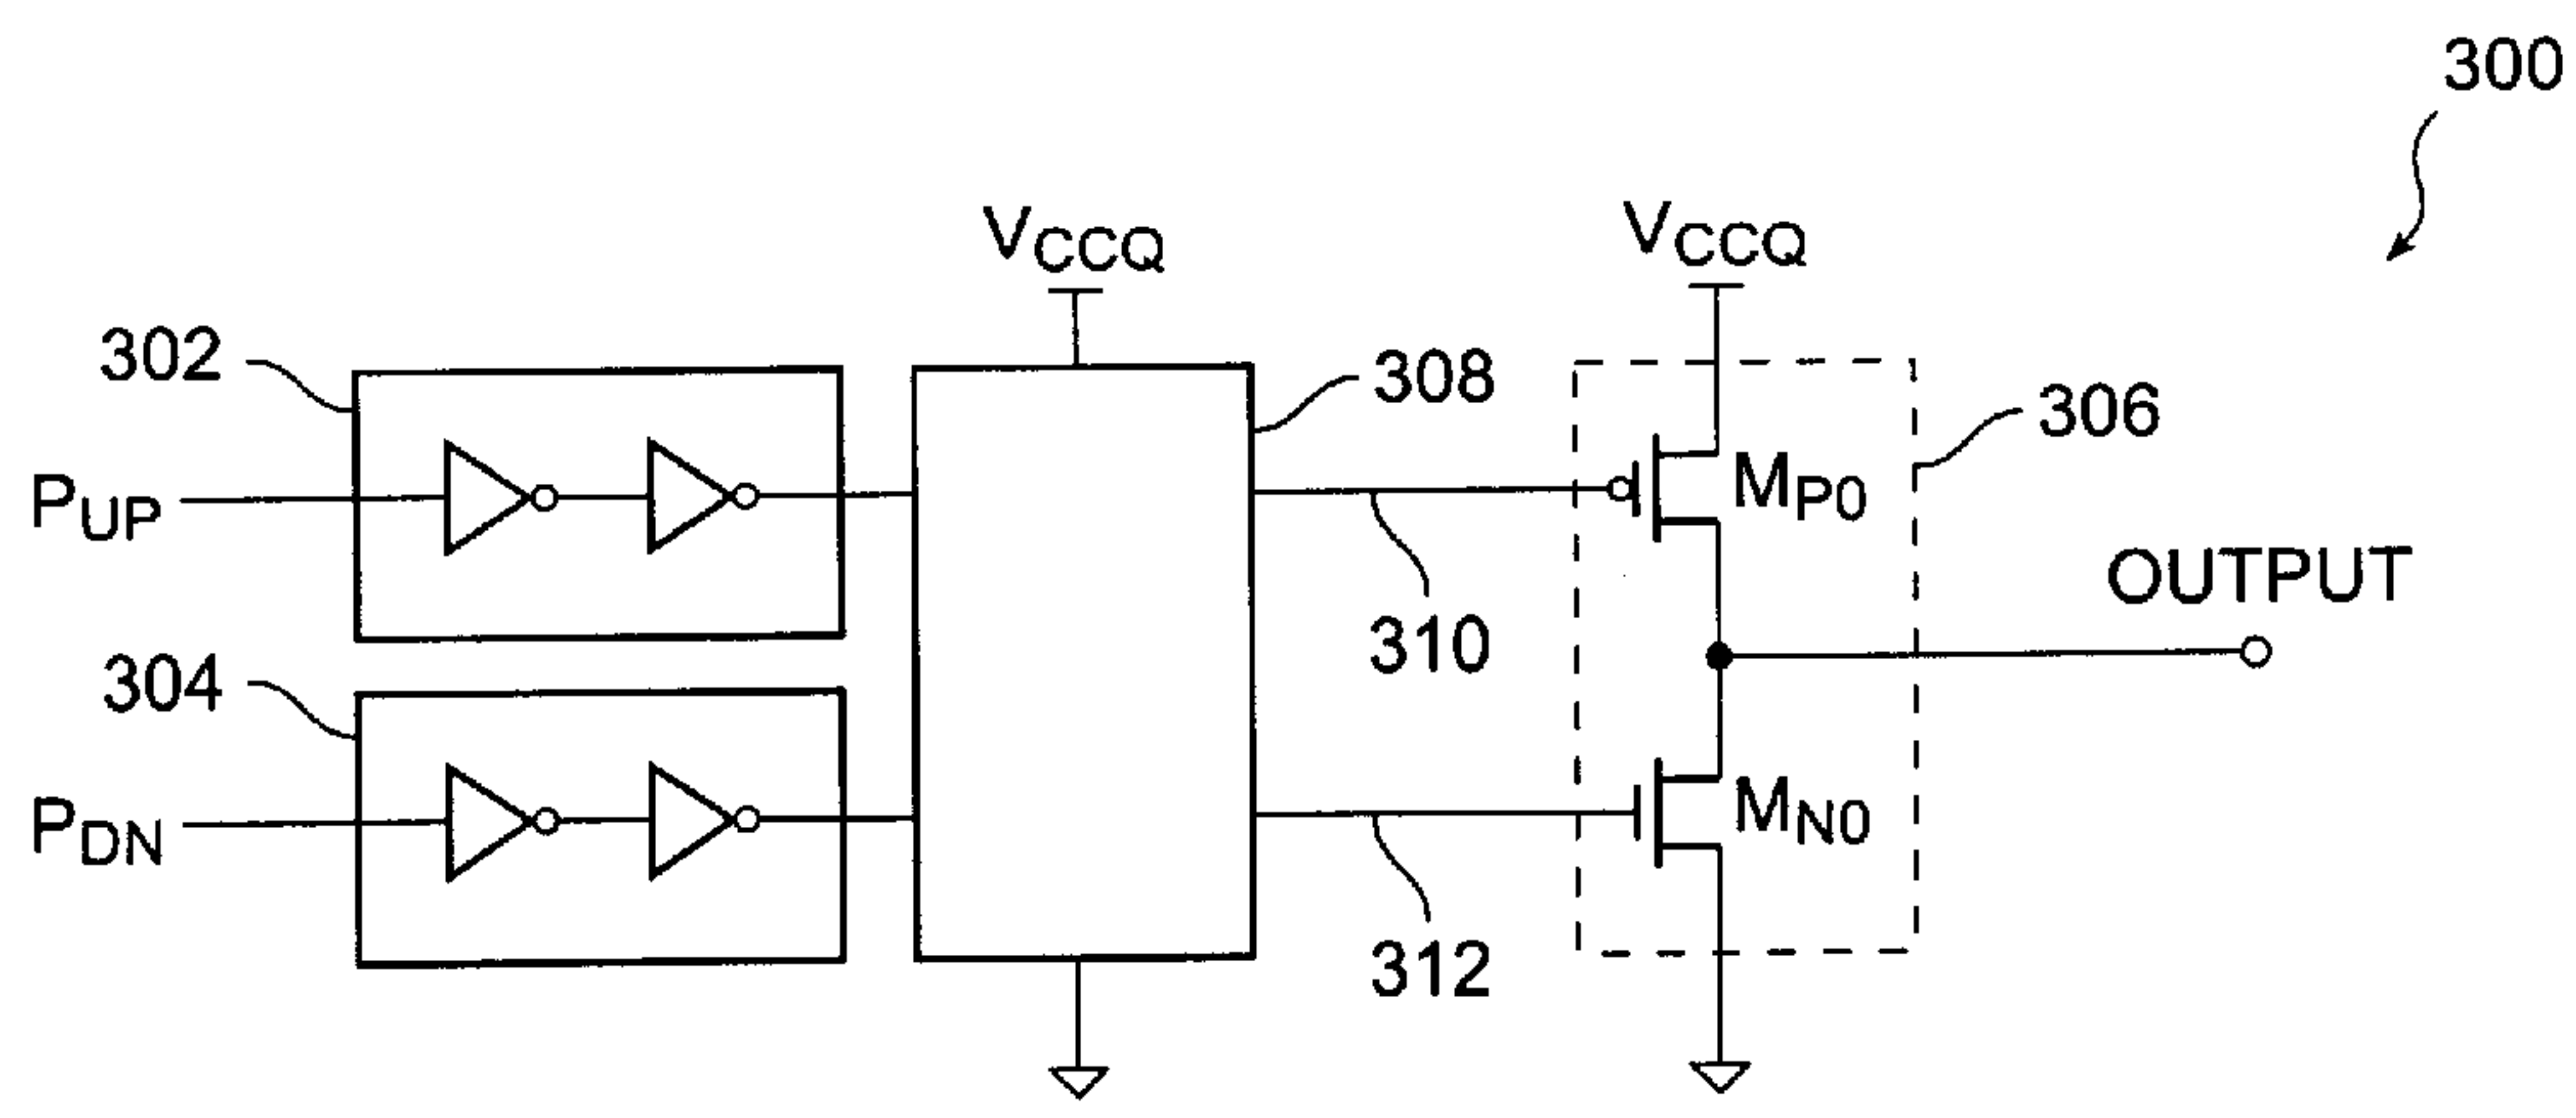 300
VCCQ
VCCQ
302
308
306
PUP
MP0
OUTPUT
310
304
PDN
MN0
312